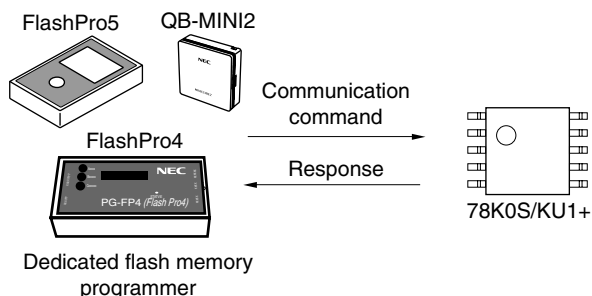 FlashPro5
QB-MINI2
NEC
Communication
command
FlashPro4
NEC
PG-FP4 (Flash Pro4)
Response
78K0S/KU1+
Dedicated flash memory
programmer